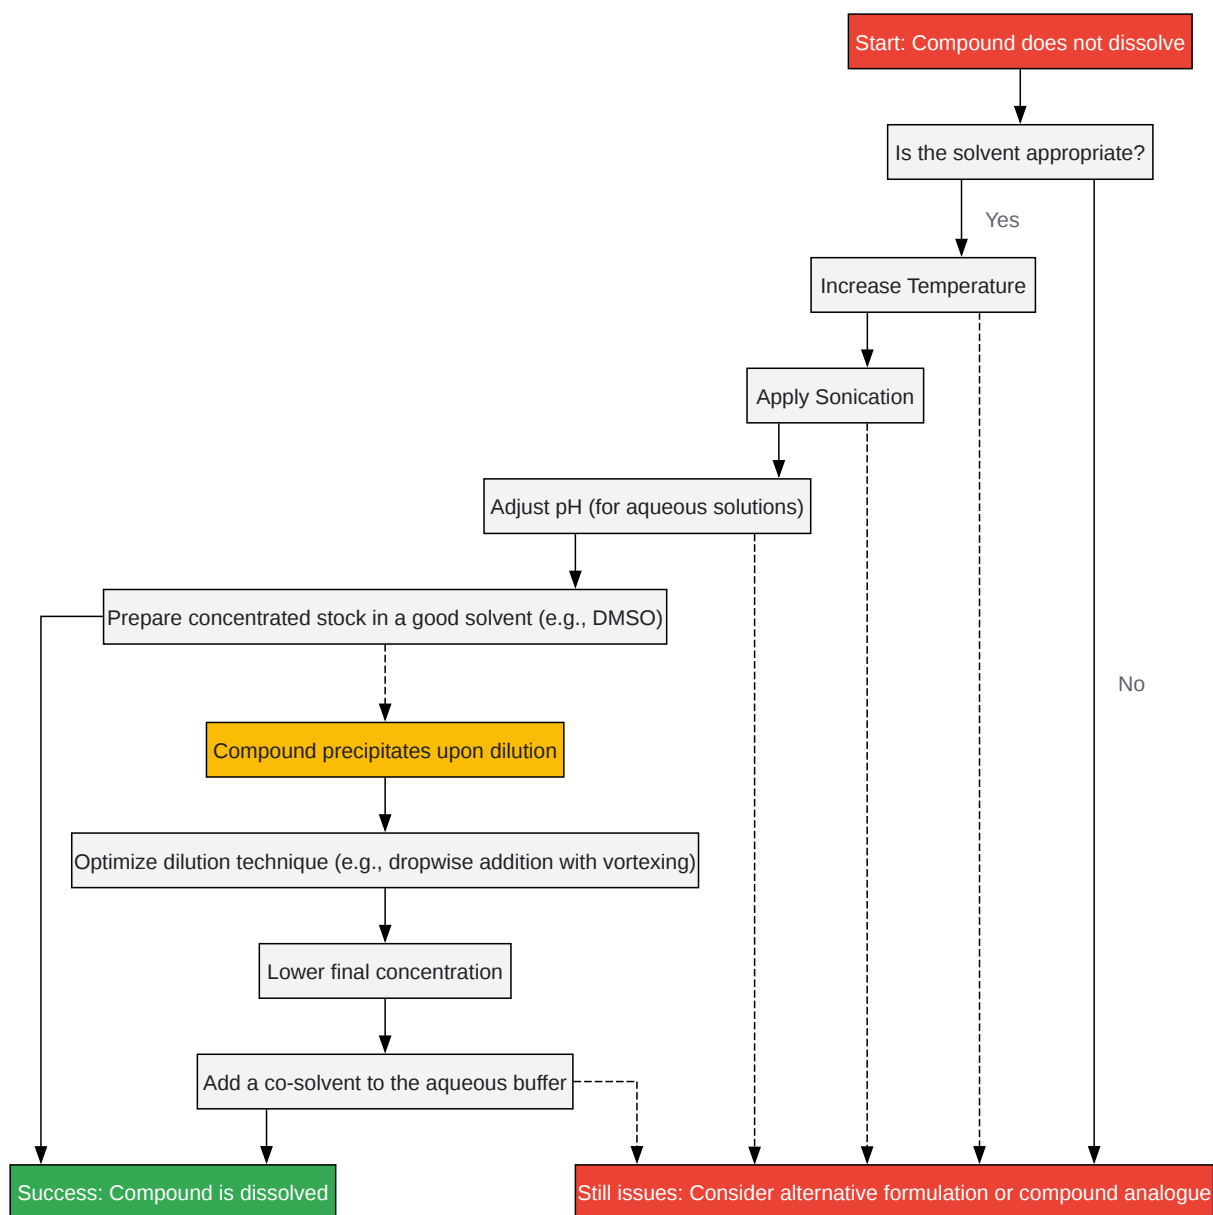 Start: Compound does not dissolve
Is the solvent appropriate?
Yes
Increase Temperature
Apply Sonication
Adjust pH (for aqueous solutions)
Prepare concentrated stock in a good solvent (e.g., DMSO)
No
Compound precipitates upon dilution
Optimize dilution technique (e.g., dropwise addition with vortexing)
Lower final concentration
Add a co-solvent to the aqueous buffer
Success: Compound is dissolved
Still issues: Consider alternative formulation or compound analogue